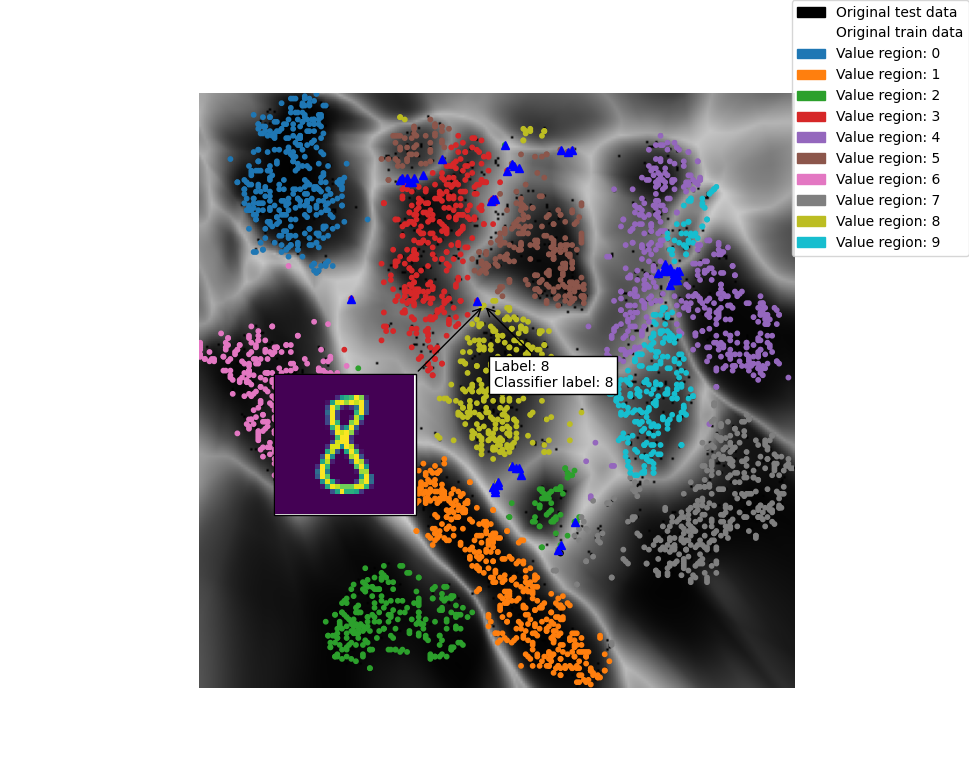 Original test data
Original train data
Value region: 0
Value region: 1
Value region: 2
Value region: 3
Value region: 4
Value region: 5
Value region: 6
Value region: 7
Value region: 8
Value region: 9
Label: 8
Classifier label: 8
8